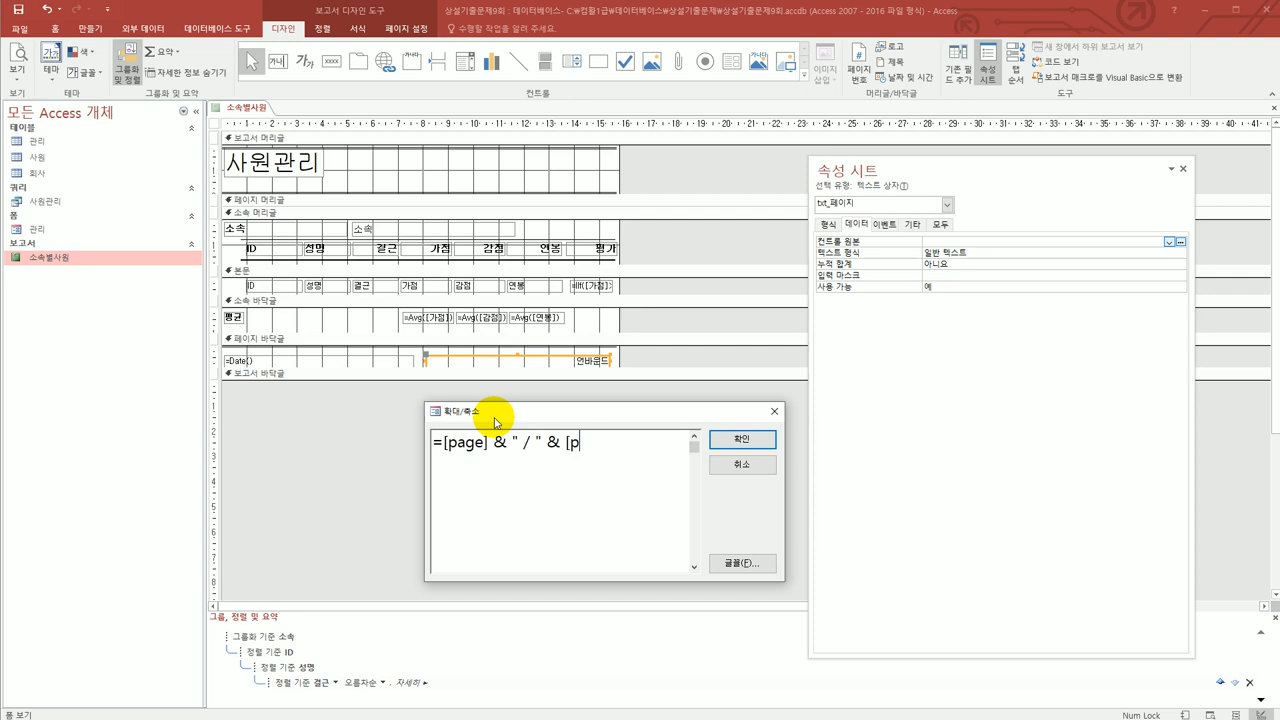 보고서 디자인 도구
상설기출문제9회 : 데이터베이스- C:₩컴활1급₩데이터베이스₩상설기출문제₩상설기출문제9회.accdb (Access 2007 - 2016 파일 형식) - Access
파일 홈 만들기 외부 데이터 데이터베이스 도구 디자인 정렬 서식 페이지 설정 수행할 작업을 알려 주세요.
보기 테마 색 글꼴 그룹화 및 정렬 요약 자세한 정보 숨기기
이미지 삽입 페이지 번호 로고 제목 날짜 및 시간
기존 필드 추가 속성 시트 탭 순서 새 창에서 하위 보고서 보기 코드 보기 보고서 매크로를 Visual Basic으로 변환
보기 테마 그룹화 및 요약 컨트롤 머리글/바닥글 도구
모든 Access 개체
테이블
관리
사원
회사
쿼리
사원관리
폼
관리
보고서
소속별사원
소속별사원
보고서 머리글
사원관리
페이지 머리글
소속 머리글
소속 소속
ID 성명 결근 가점 감점 연봉 평가
본문
ID 성명 결근 가점 감점 연봉 =IIf([가점]>
소속 바닥글
평균 =Avg([가점]) =Avg([감점]) =Avg([연봉])
페이지 바닥글
=Date() 언바운드
보고서 바닥글
확대/축소
=[page] & " / " & [p
확인
취소
글꼴(F)...
속성 시트
선택 유형: 텍스트 상자(T)
txt_페이지
형식 데이터 이벤트 기타 모두
컨트롤 원본
텍스트 형식 일반 텍스트
누적 합계 아니요
입력 마스크
사용 가능 예
그룹, 정렬 및 요약
그룹화 기준 소속
정렬 기준 ID
정렬 기준 성명
정렬 기준 결근 오름차순 , 자세히
폼 보기
Num Lock